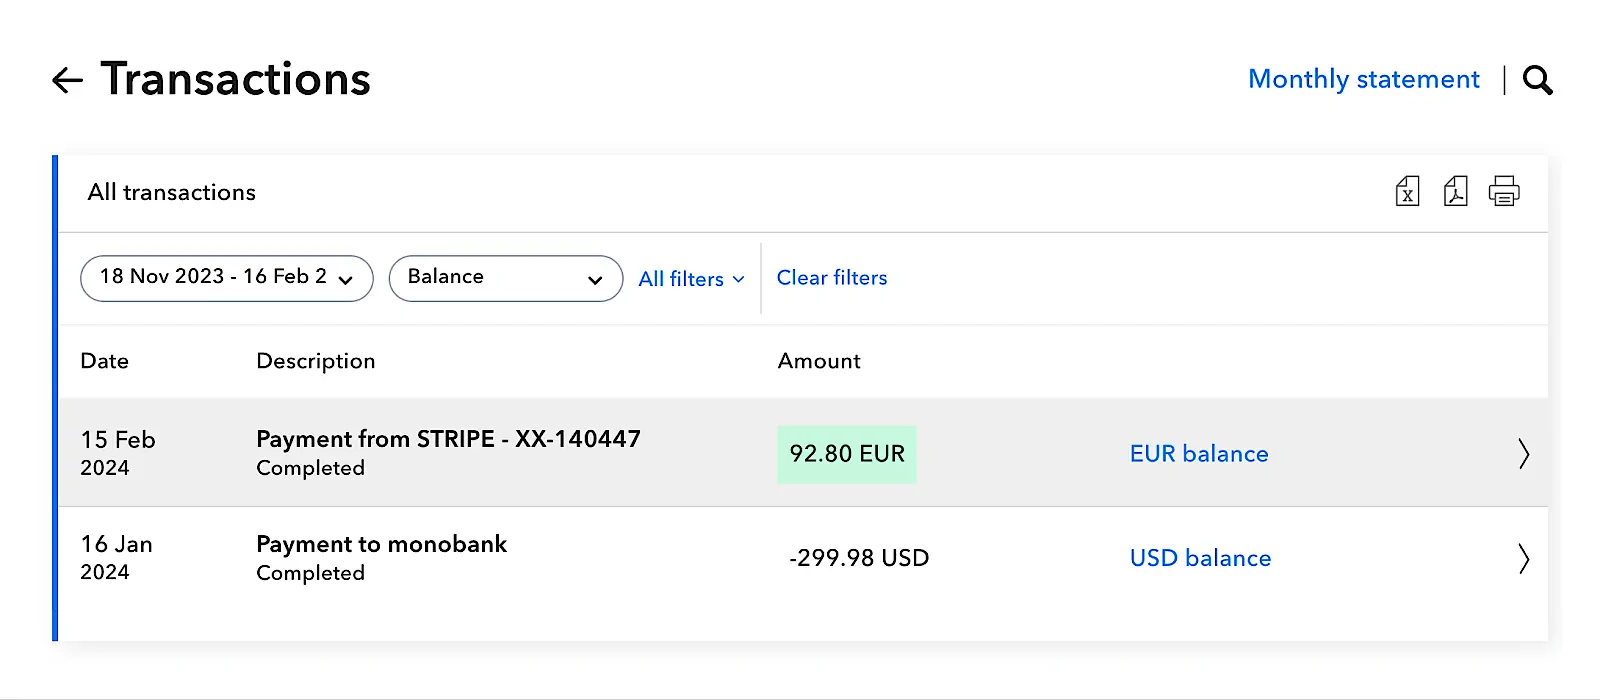 Transactions
Monthly statement
All transactions
18 Nov 2023 - 16 Feb 2
Balance
All filters
Clear filters
Date Description Amount
15 Feb
2024
Payment from STRIPE - XX-140447
Completed
92.80 EUR
EUR balance
16 Jan
2024
Payment to monobank
Completed
-299.98 USD
USD balance